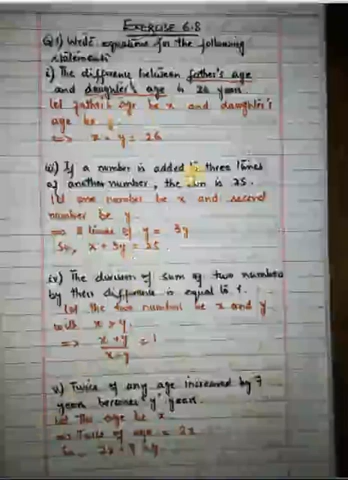 EXERCISE 6.8
Q.1) Write equations for the following
statements
i) The difference between father's age
and daughter's age is 26 years
Let father's age be x and daughter's
age be y
=> x - y = 26
iii) If a number is added to three times
of another number, the sum is 25.
Let one number be x and second
number be y.
=> 3 times of y = 3y
So, x + 3y = 25
iv) The division of sum of two numbers
by their difference is equal to 1.
Let the two numbers be x and y
with x > y.
=> x + y / x - y = 1
v) Twice of any age increased by 7
years becomes 'y' years.
Let the age be x
=> Twice of age = 2x
So 2x + 7 = y